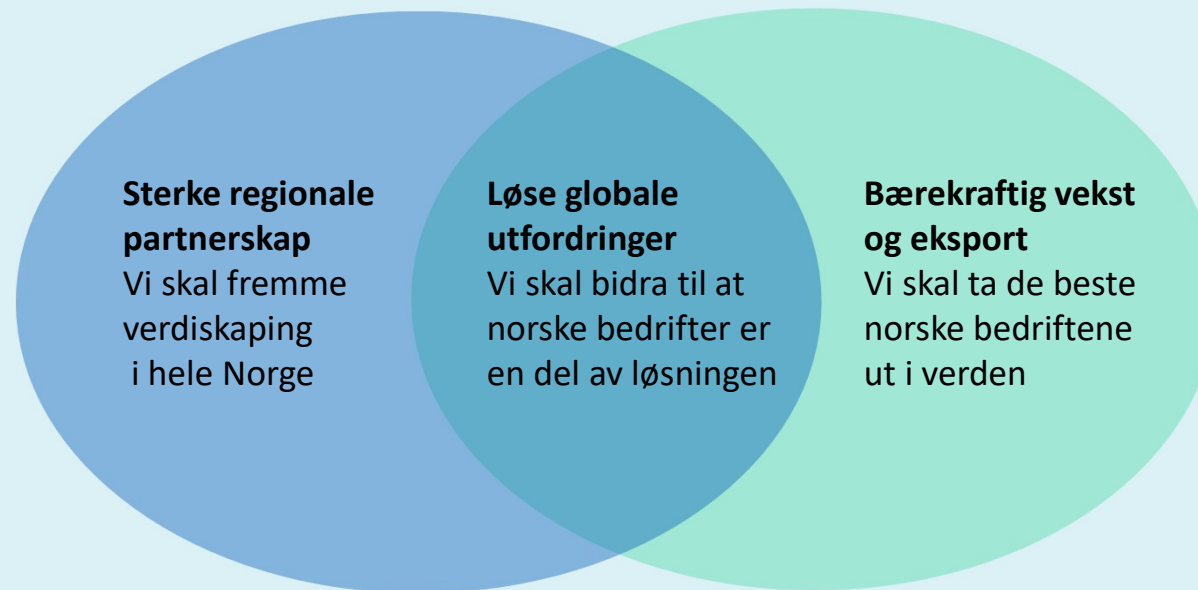 Sterke regionale
partnerskap
Vi skal fremme
verdiskaping
i hele Norge
Løse globale
utfordringer
Vi skal bidra til at
norske bedrifter er
en del av løsningen
Bærekraftig vekst
og eksport
Vi skal ta de beste
norske bedriftene
ut i verden